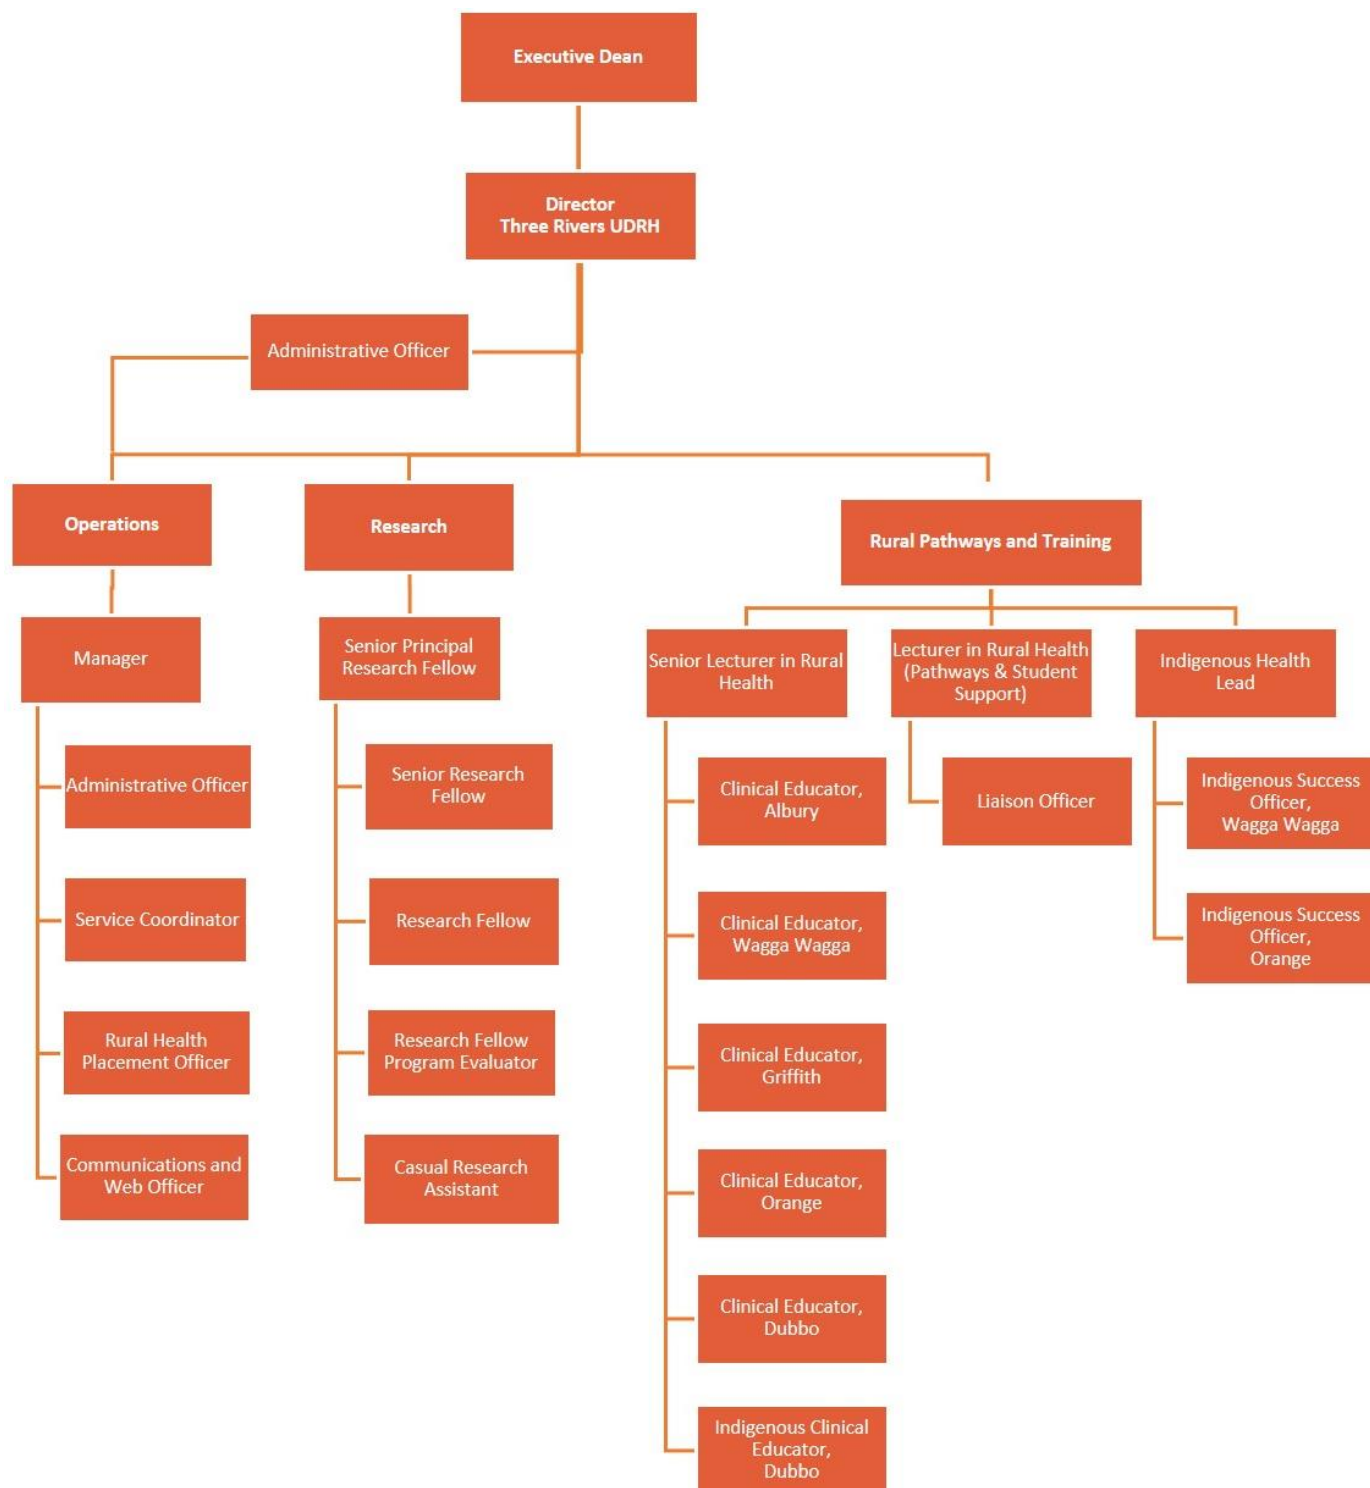 Executive Dean
Director
Three Rivers UDRH
Administrative Officer
Operations
Research
Rural Pathways and Training
Manager
Senior Principal
Research Fellow
Senior Lecturer in Rural
Health
Lecturer in Rural Health
(Pathways & Student
Support)
Indigenous Health
Lead
Administrative Officer
Service Coordinator
Rural Health
Placement Officer
Communications and
Web Officer
Senior Research
Fellow
Research Fellow
Research Fellow
Program Evaluator
Casual Research
Assistant
Clinical Educator,
Albury
Clinical Educator,
Wagga Wagga
Clinical Educator,
Griffith
Clinical Educator,
Orange
Clinical Educator,
Dubbo
Indigenous Clinical
Educator,
Dubbo
Liaison Officer
Indigenous Success
Officer,
Wagga Wagga
Indigenous Success
Officer,
Orange